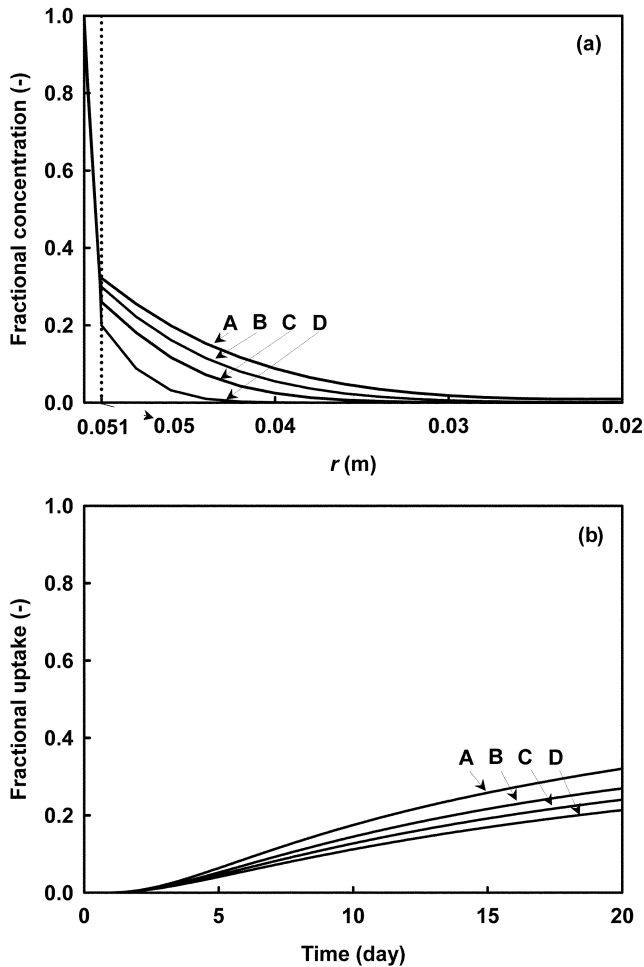 1.0
(a)
0.8
0.6
0.4
0.2
0.0
Fractional concentration (-)
A B C D
0.051 0.05 0.04 0.03 0.02
r (m)
1.0
(b)
0.8
0.6
0.4
0.2
0.0
Fractional uptake (-)
A B C D
0 5 10 15 20
Time (day)